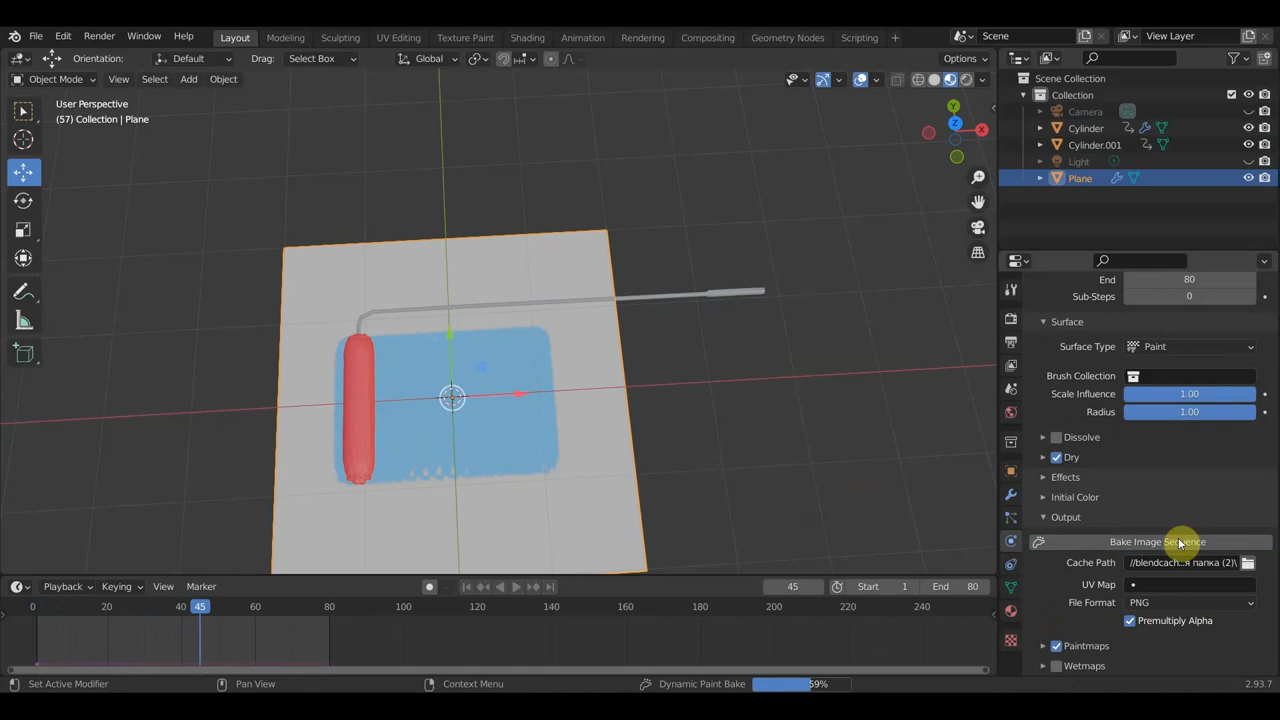 File Edit Render Window Help Layout Modeling Sculpting UV Editing Texture Paint Shading Animation Rendering Compositing Geometry Nodes Scripting + Scene View Layer
Orientation: Default Drag: Select Box Global Options
Object Mode View Select Add Object
User Perspective
(57) Collection | Plane
X
Y
Z
Scene Collection
Collection
Camera
Cylinder
Cylinder.001
Light
Plane
End 80
Sub-Steps 0
Surface
Surface Type Paint
Brush Collection
Scale Influence 1.00
Radius 1.00
Dissolve
Dry
Effects
Initial Color
Output
Bake Image Sequence
Cache Path //blendcach...я папка (2)\
UV Map
File Format PNG
Premultiply Alpha
Paintmaps
Wetmaps
Playback Keying View Marker 45 Start 1 End 80
0 20 40 45 60 80 100 120 140 160 180 200 220 240
Set Active Modifier Pan View Context Menu Dynamic Paint Bake 59% 2.93.7